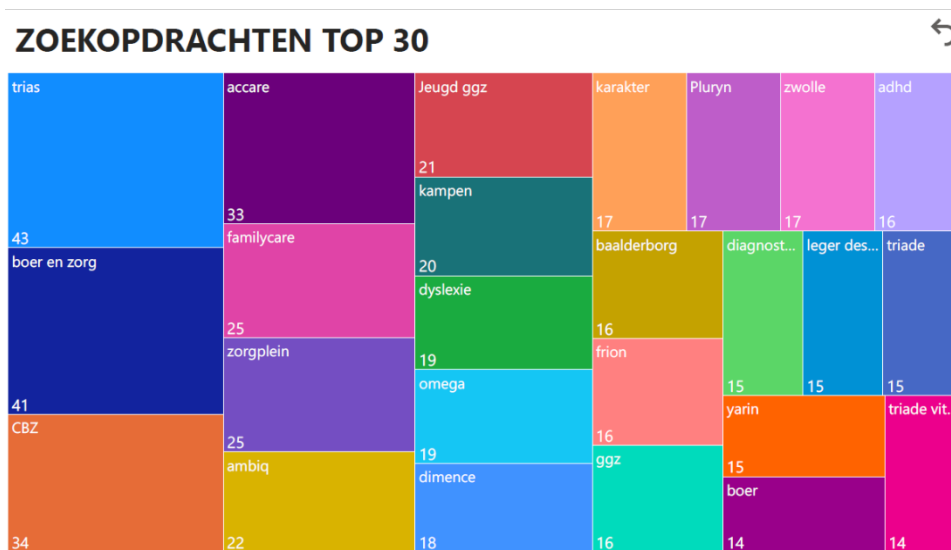 ZOEKOPDRACHTEN TOP 30
trias
43
boer en zorg
41
CBZ
34
accare
33
familycare
25
zorgplein
25
ambiq
22
Jeugd ggz
21
kampen
20
dyslexie
19
omega
19
dimence
18
karakter
17
Pluryn
17
zwolle
17
adhd
16
baalderborg
16
frion
16
ggz
16
diagnost...
15
leger des...
15
triade
15
yarin
15
boer
14
triade vit...
14